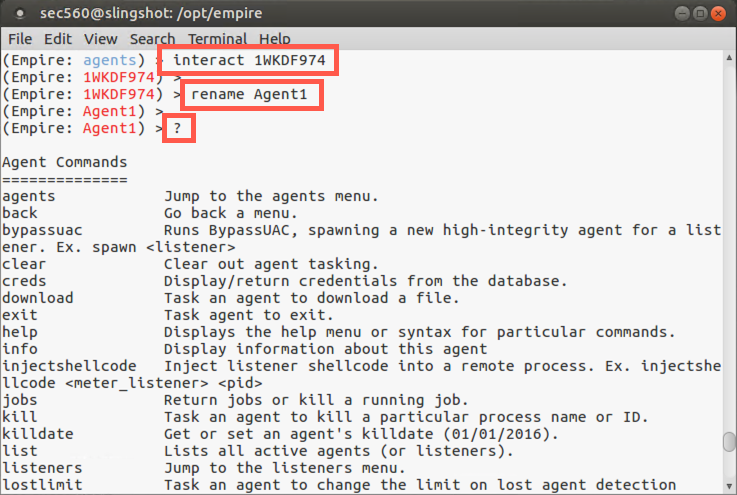 sec560@slingshot: /opt/empire
File Edit View Search Terminal Help
(Empire: agents) > interact 1WKDF974
(Empire: 1WKDF974) >
(Empire: 1WKDF974) > rename Agent1
(Empire: Agent1) >
(Empire: Agent1) > ?
Agent Commands
==============
agents Jump to the agents menu.
back Go back a menu.
bypassuac Runs BypassUAC, spawning a new high-integrity agent for a list
ener. Ex. spawn <listener>
clear Clear out agent tasking.
creds Display/return credentials from the database.
download Task an agent to download a file.
exit Task agent to exit.
help Displays the help menu or syntax for particular commands.
info Display information about this agent
injectshellcode Inject listener shellcode into a remote process. Ex. injectshe
llcode <meter_listener> <pid>
jobs Return jobs or kill a running job.
kill Task an agent to kill a particular process name or ID.
killdate Get or set an agent's killdate (01/01/2016).
list Lists all active agents (or listeners).
listeners Jump to the listeners menu.
lostlimit Task an agent to change the limit on lost agent detection